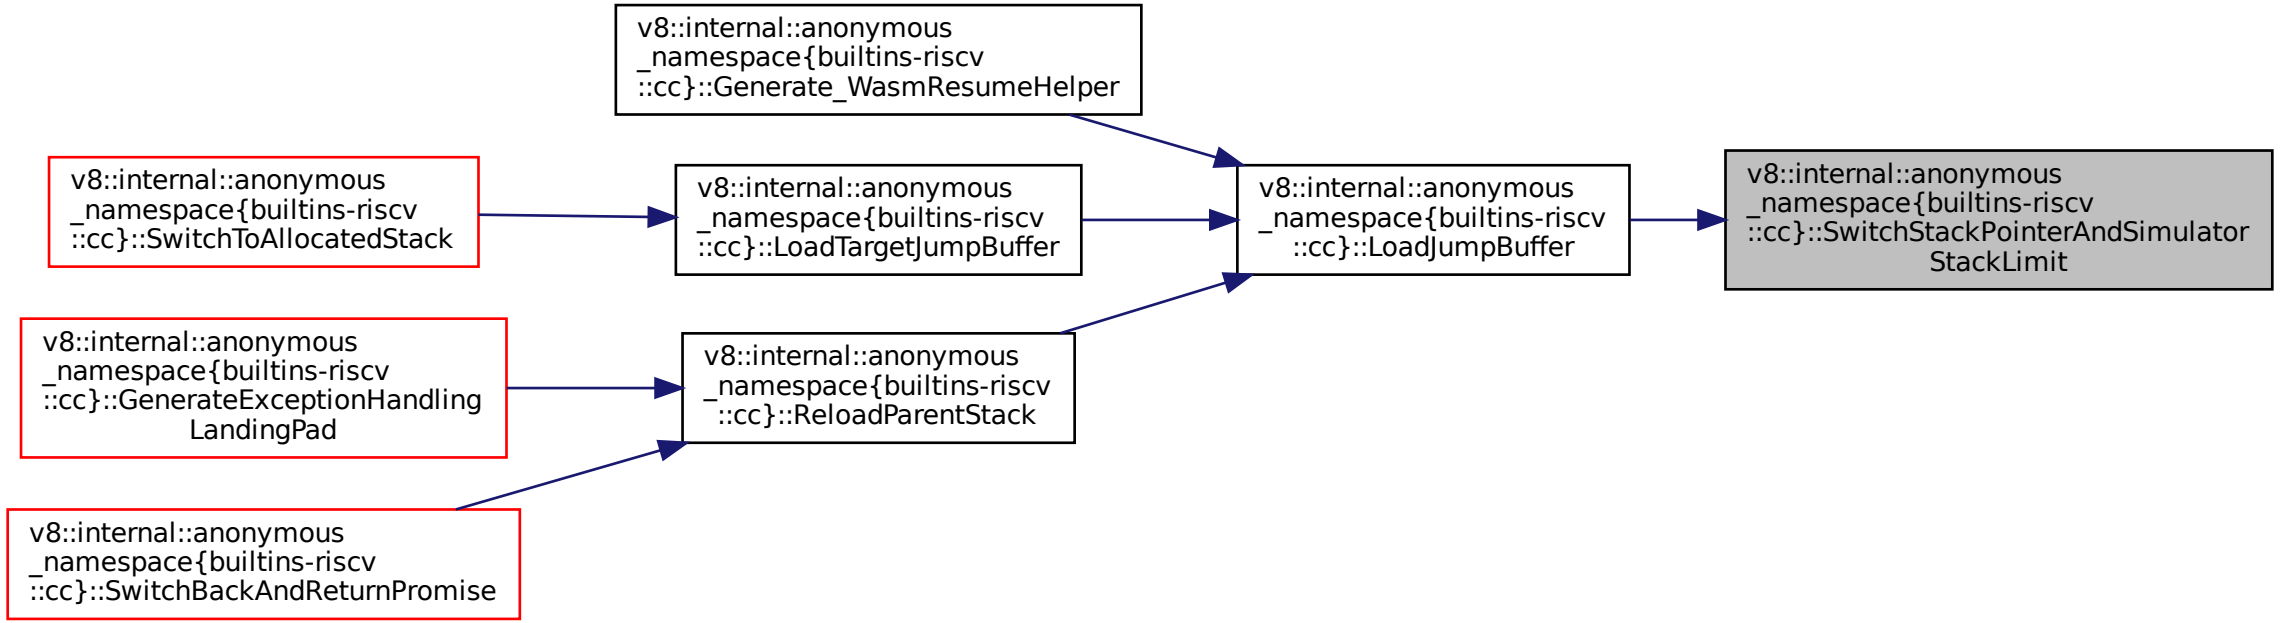 v8::internal::anonymous
_namespace{builtins-riscv
::cc}::Generate_WasmResumeHelper
v8::internal::anonymous
_namespace{builtins-riscv
::cc}::SwitchToAllocatedStack
v8::internal::anonymous
_namespace{builtins-riscv
::cc}::LoadTargetJumpBuffer
v8::internal::anonymous
_namespace{builtins-riscv
::cc}::LoadJumpBuffer
v8::internal::anonymous
_namespace{builtins-riscv
::cc}::SwitchStackPointerAndSimulator
StackLimit
v8::internal::anonymous
_namespace{builtins-riscv
::cc}::GenerateExceptionHandling
LandingPad
v8::internal::anonymous
_namespace{builtins-riscv
::cc}::ReloadParentStack
v8::internal::anonymous
_namespace{builtins-riscv
::cc}::SwitchBackAndReturnPromise